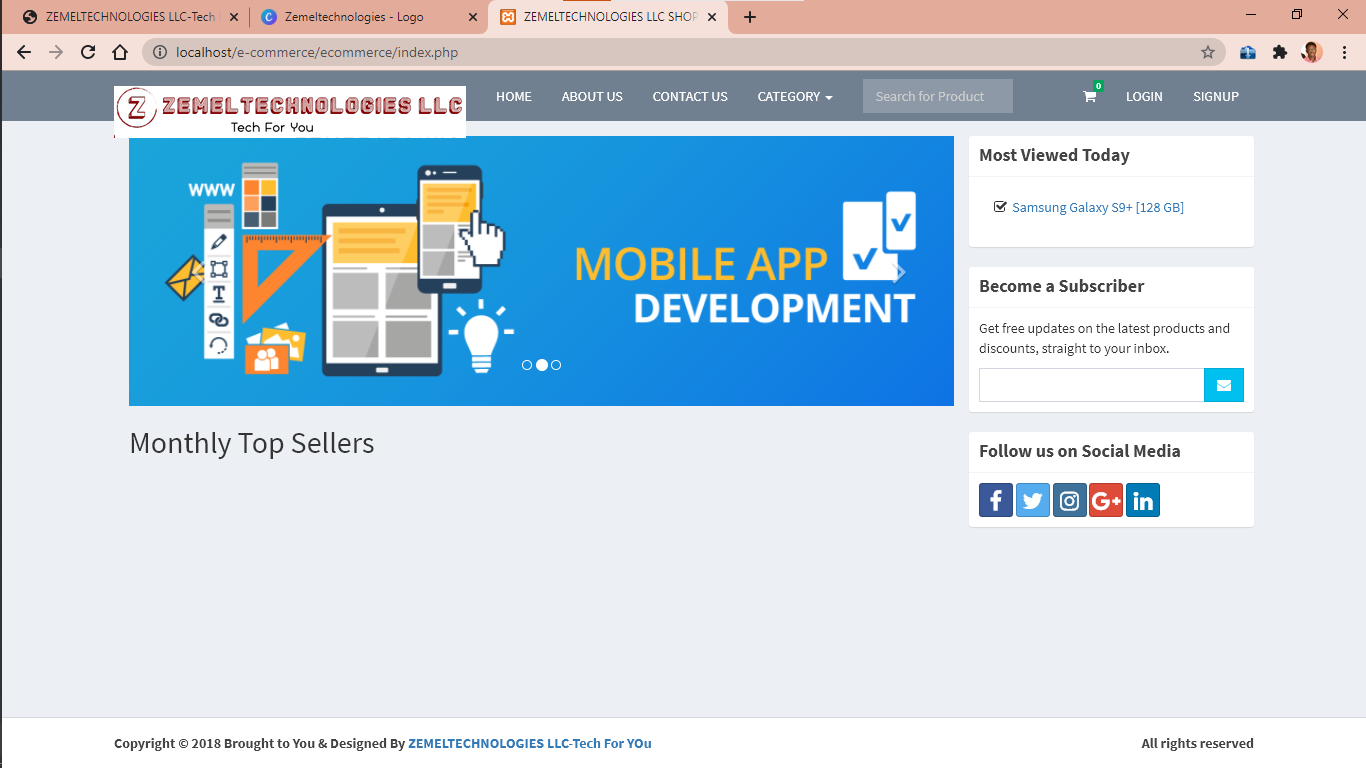 ZEMELTECHNOLOGIES LLC-Tech
Zemeltechnologies - Logo
ZEMELTECHNOLOGIES LLC SHOP
localhost/e-commerce/ecommerce/index.php
Z ZEMELTECHNOLOGIES LLC
Tech For You
HOME
ABOUT US
CONTACT US
CATEGORY
Search for Product
0
LOGIN
SIGNUP
WWW
T
MOBILE APP
DEVELOPMENT
Most Viewed Today
Samsung Galaxy S9+ [128 GB]
Become a Subscriber
Get free updates on the latest products and
discounts, straight to your inbox.
Monthly Top Sellers
Follow us on Social Media
f
G+
in
Copyright © 2018 Brought to You & Designed By ZEMELTECHNOLOGIES LLC-Tech For YOu
All rights reserved